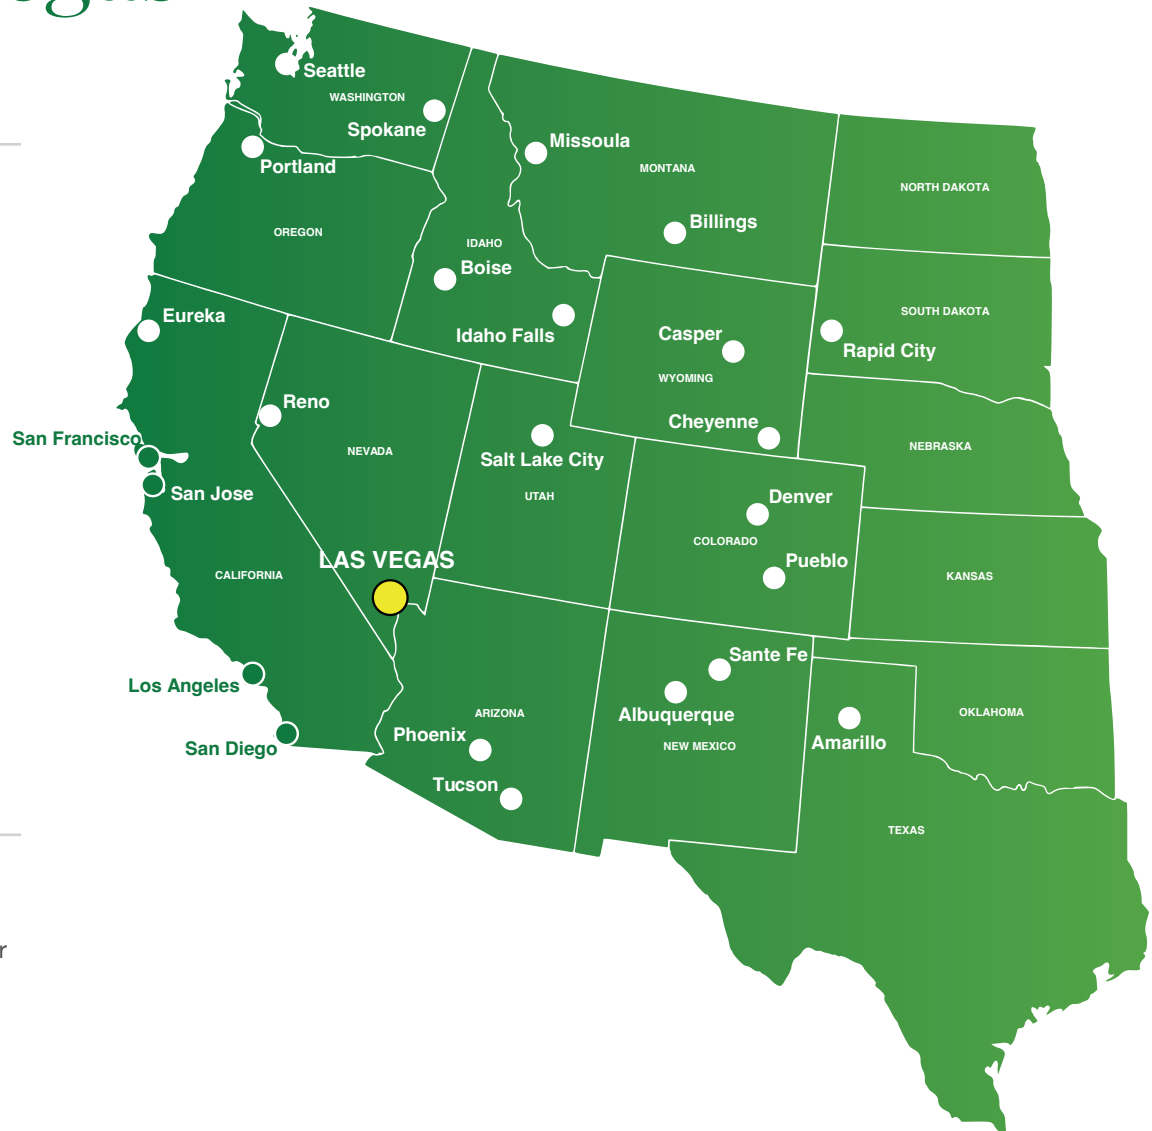 Seattle
WASHINGTON
Spokane
Portland
Missoula
MONTANA
NORTH DAKOTA
Billings
OREGON
IDAHO
Boise
Eureka
Idaho Falls
Casper
SOUTH DAKOTA
Rapid City
WYOMING
Reno
Cheyenne
San Francisco
NEVADA
Salt Lake City
NEBRASKA
San Jose
UTAH
Denver
COLORADO
LAS VEGAS
Pueblo
CALIFORNIA
KANSAS
Sante Fe
Los Angeles
ARIZONA
Albuquerque
OKLAHOMA
Phoenix
NEW MEXICO
Amarillo
San Diego
Tucson
TEXAS
r